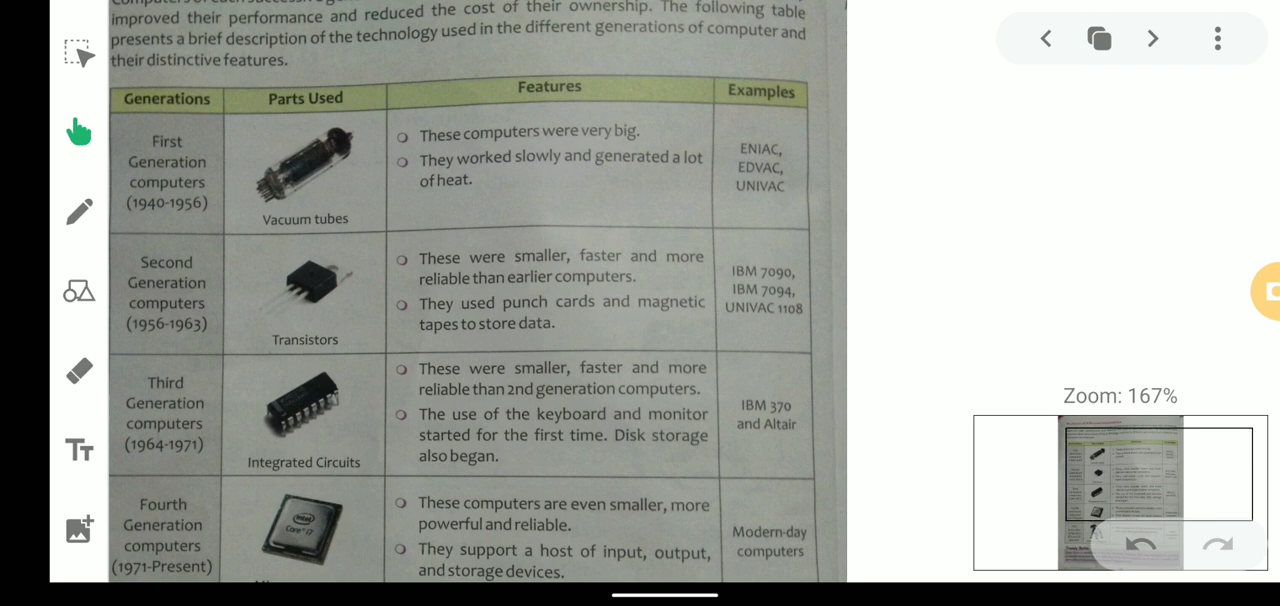 improved their performance and reduced the cost of their ownership. The following table
presents a brief description of the technology used in the different generations of computer and
their distinctive features.
Generations Parts Used Features Examples
First
Generation
computers
(1940-1956)
Vacuum tubes
These computers were very big.
They worked slowly and generated a lot
of heat.
ENIAC,
EDVAC,
UNIVAC
Second
Generation
computers
(1956-1963)
Transistors
These were smaller, faster and more
reliable than earlier computers.
They used punch cards and magnetic
tapes to store data.
IBM 7090,
IBM 7094,
UNIVAC 1108
Third
Generation
computers
(1964-1971)
Integrated Circuits
These were smaller, faster and more
reliable than 2nd generation computers.
The use of the keyboard and monitor
started for the first time. Disk storage
also began.
IBM 370
and Altair
Fourth
Generation
computers
(1971-Present)
intel
Core i7
These computers are even smaller, more
powerful and reliable.
They support a host of input, output,
and storage devices.
Modern-day
computers
Tт
Zoom: 167%